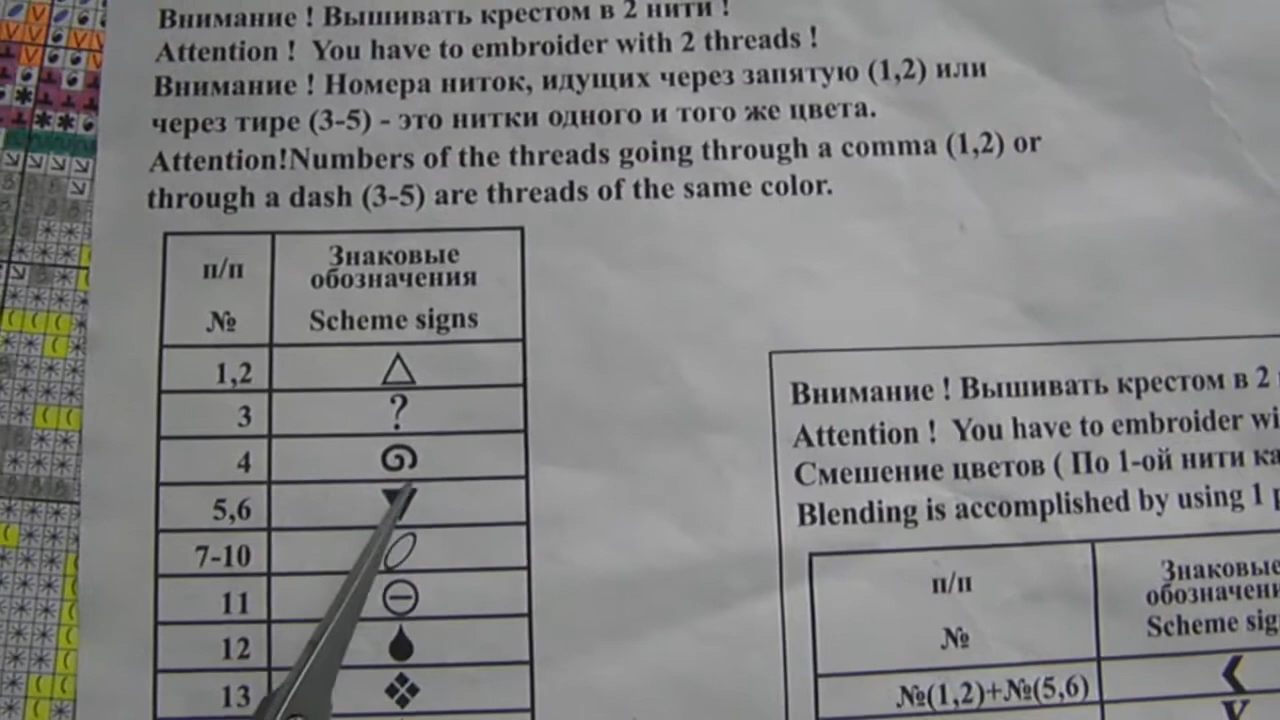 Внимание ! Вышивать крестом в 2 нити !
Attention ! You have to embroider with 2 threads !
Внимание ! Номера ниток, идущих через запятую (1,2) или
через тире (3-5) - это нитки одного и того же цвета.
Attention!Numbers of the threads going through a comma (1,2) or
through a dash (3-5) are threads of the same color.
п/п
№
Знаковые
обозначения
Scheme signs
1,2
3 ?
4
5,6
7-10
11
12
13
Внимание ! Вышивать крестом в 2
Attention ! You have to embroider
Смешение цветов ( По 1-ой нити
Blending is accomplished by using 1
п/п
№
Знаковые
Scheme
№(1,2)+№(5,6)